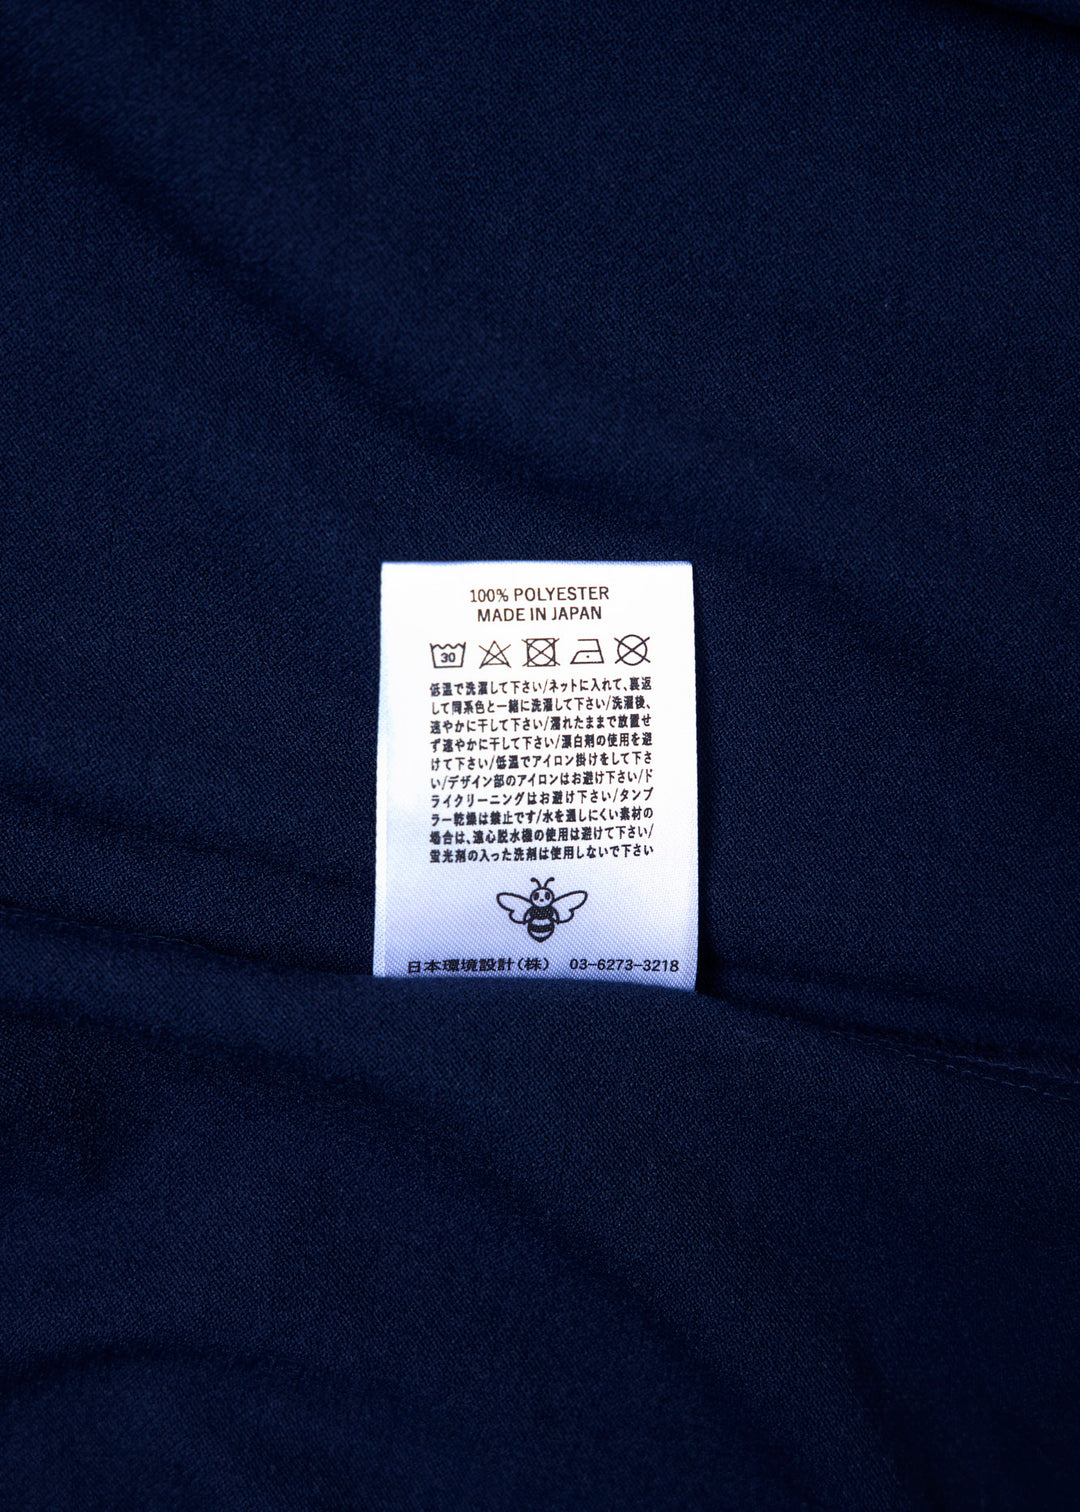 100% POLYESTER
MADE IN JAPAN
30
低温で洗濯して下さい/ネットに入れて、裏返
して同系色と一緒に洗濯して下さい/洗濯後、
速やかに干して下さい/濡れたままで放置せ
ず速やかに干して下さい/漂白剤の使用を避
けて下さい/低温でアイロン掛けをして下さ
い/デザイン部のアイロンはお避け下さい/ド
ライクリーニングはお避け下さい/タンブ
ラー乾燥は禁止です/水を通しにくい素材の
場合は、遠心脱水機の使用は避けて下さい/
蛍光剤の入った洗剤は使用しないで下さい
日本環境設計(株) 03-6273-3218